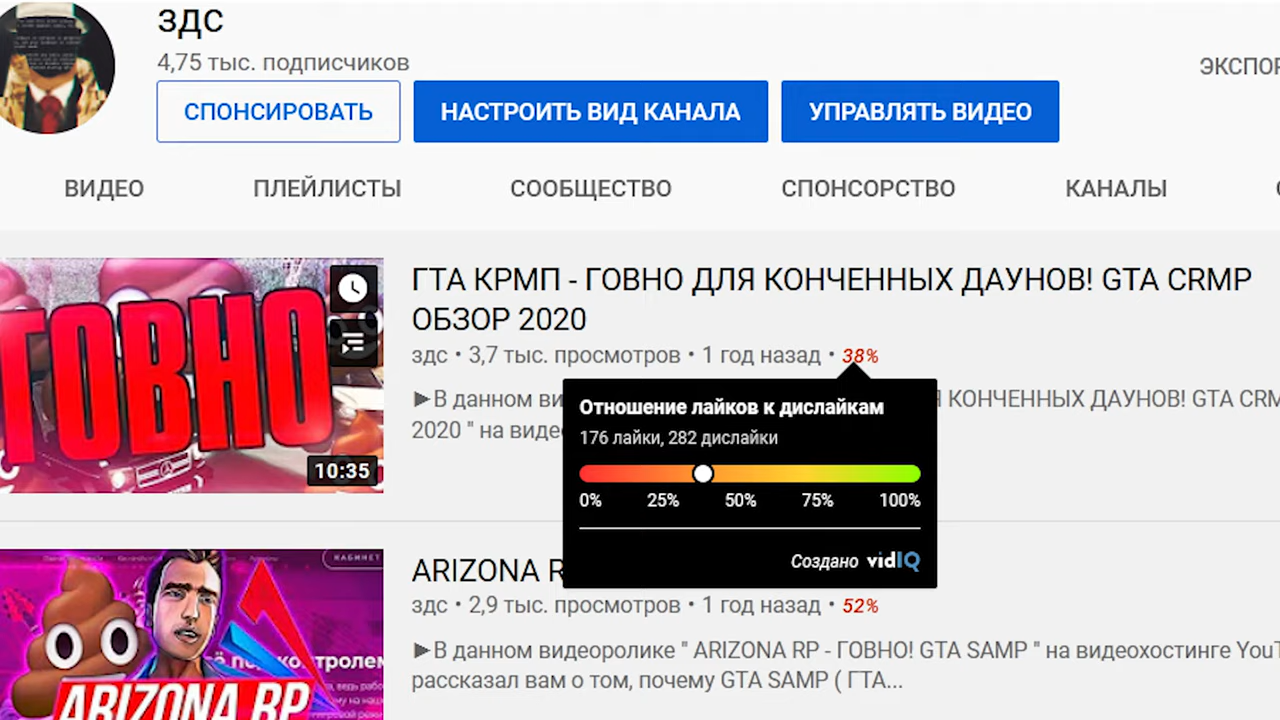 ЗДС
4,75 тыс. подписчиков
ЭКСПОР
СПОНСИРОВАТЬ
НАСТРОИТЬ ВИД КАНАЛА
УПРАВЛЯТЬ ВИДЕО
ВИДЕО
ПЛЕЙЛИСТЫ
СООБЩЕСТВО
СПОНСОРСТВО
КАНАЛЫ
ГОВНО
10:35
ГТА КРМП - ГОВНО ДЛЯ КОНЧЕННЫХ ДАУНОВ! GTA CRMP
ОБЗОР 2020
здс • 3,7 тыс. просмотров • 1 год назад • 38%
►В данном ви КОНЧЕННЫХ ДАУНОВ! GTA CRM
2020 " на виде
Отношение лайков к дислайкам
176 лайки, 282 дислайки
0% 25% 50% 75% 100%
Создано vidIQ
КАБИНЕТ
ARIZONA RP
ARIZONA R
здс • 2,9 тыс. просмотров • 1 год назад • 52%
►В данном видеоролике " ARIZONA RP - ГОВНО! GTA SAMP " на видеохостинге YouT
рассказал вам о том, почему GTA SAMP ( ГТА...